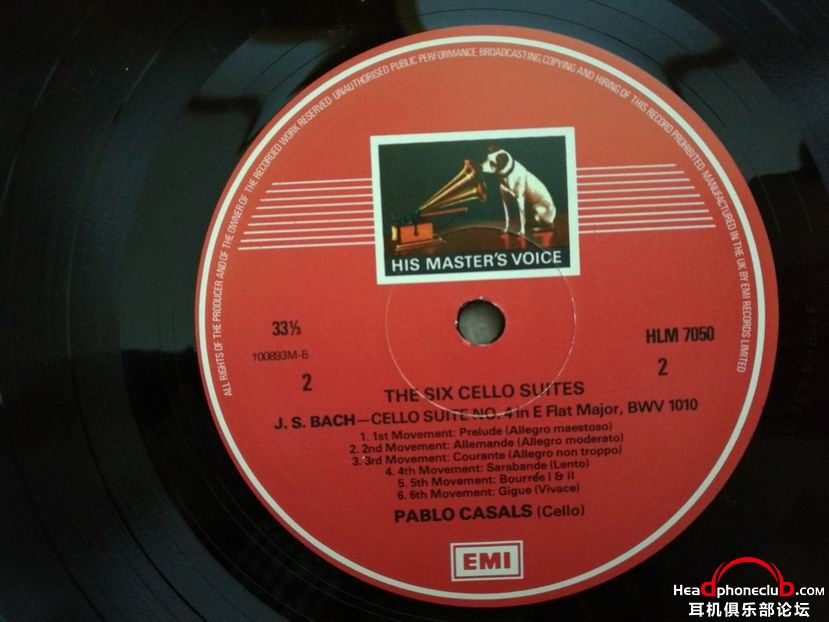 ALL RIGHTS OF THE PRODUCER AND OF THE OWNER OF THE RECORDED WORK RESERVED · UNAUTHORISED PUBLIC PERFORMANCE BROADCASTING COPYING AND HIRING OF THIS RECORD PROHIBITED MANUFACTURED IN THE UK BY EMI RECORDS LIMITED
HIS MASTER'S VOICE
33⅓
HLM 7050
100893M-B
2
2
THE SIX CELLO SUITES
J. S. BACH—CELLO SUITE NO. 4 in E Flat Major, BWV 1010
1. 1st Movement: Prelude (Allegro maestoso)
2. 2nd Movement: Allemande (Allegro moderato)
3. 3rd Movement: Courante (Allegro non troppo)
4. 4th Movement: Sarabande (Lento)
5. 5th Movement: Bourrée I & II
6. 6th Movement: Gigue (Vivace)
PABLO CASALS (Cello)
EMI
Headphoneclub.com
耳机俱乐部论坛